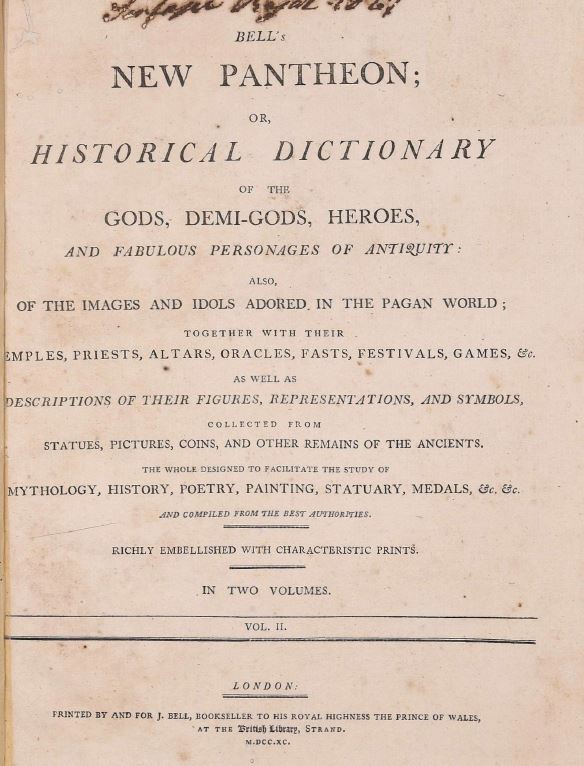 BELL's
NEW PANTHEON;
OR,
HISTORICAL DICTIONARY
OF THE
GODS, DEMI-GODS, HEROES,
AND FABULOUS PERSONAGES OF ANTIQUITY:
ALSO,
OF THE IMAGES AND IDOLS ADORED IN THE PAGAN WORLD;
TOGETHER WITH THEIR
EMPLES, PRIESTS, ALTARS, ORACLES, FASTS, FESTIVALS, GAMES, &c.
AS WELL AS
DESCRIPTIONS OF THEIR FIGURES, REPRESENTATIONS, AND SYMBOLS,
COLLECTED FROM
STATUES, PICTURES, COINS, AND OTHER REMAINS OF THE ANCIENTS.
THE WHOLE DESIGNED TO FACILITATE THE STUDY OF
MYTHOLOGY, HISTORY, POETRY, PAINTING, STATUARY, MEDALS, &c. &c.
AND COMPILED FROM THE BEST AUTHORITIES.
RICHLY EMBELLISHED WITH CHARACTERISTIC PRINTS.
IN TWO VOLUMES.
VOL. II.
LONDON:
PRINTED BY AND FOR J. BELL, BOOKSELLER TO HIS ROYAL HIGHNESS THE PRINCE OF WALES,
AT THE British Library, STRAND.
M.DCC.XC.